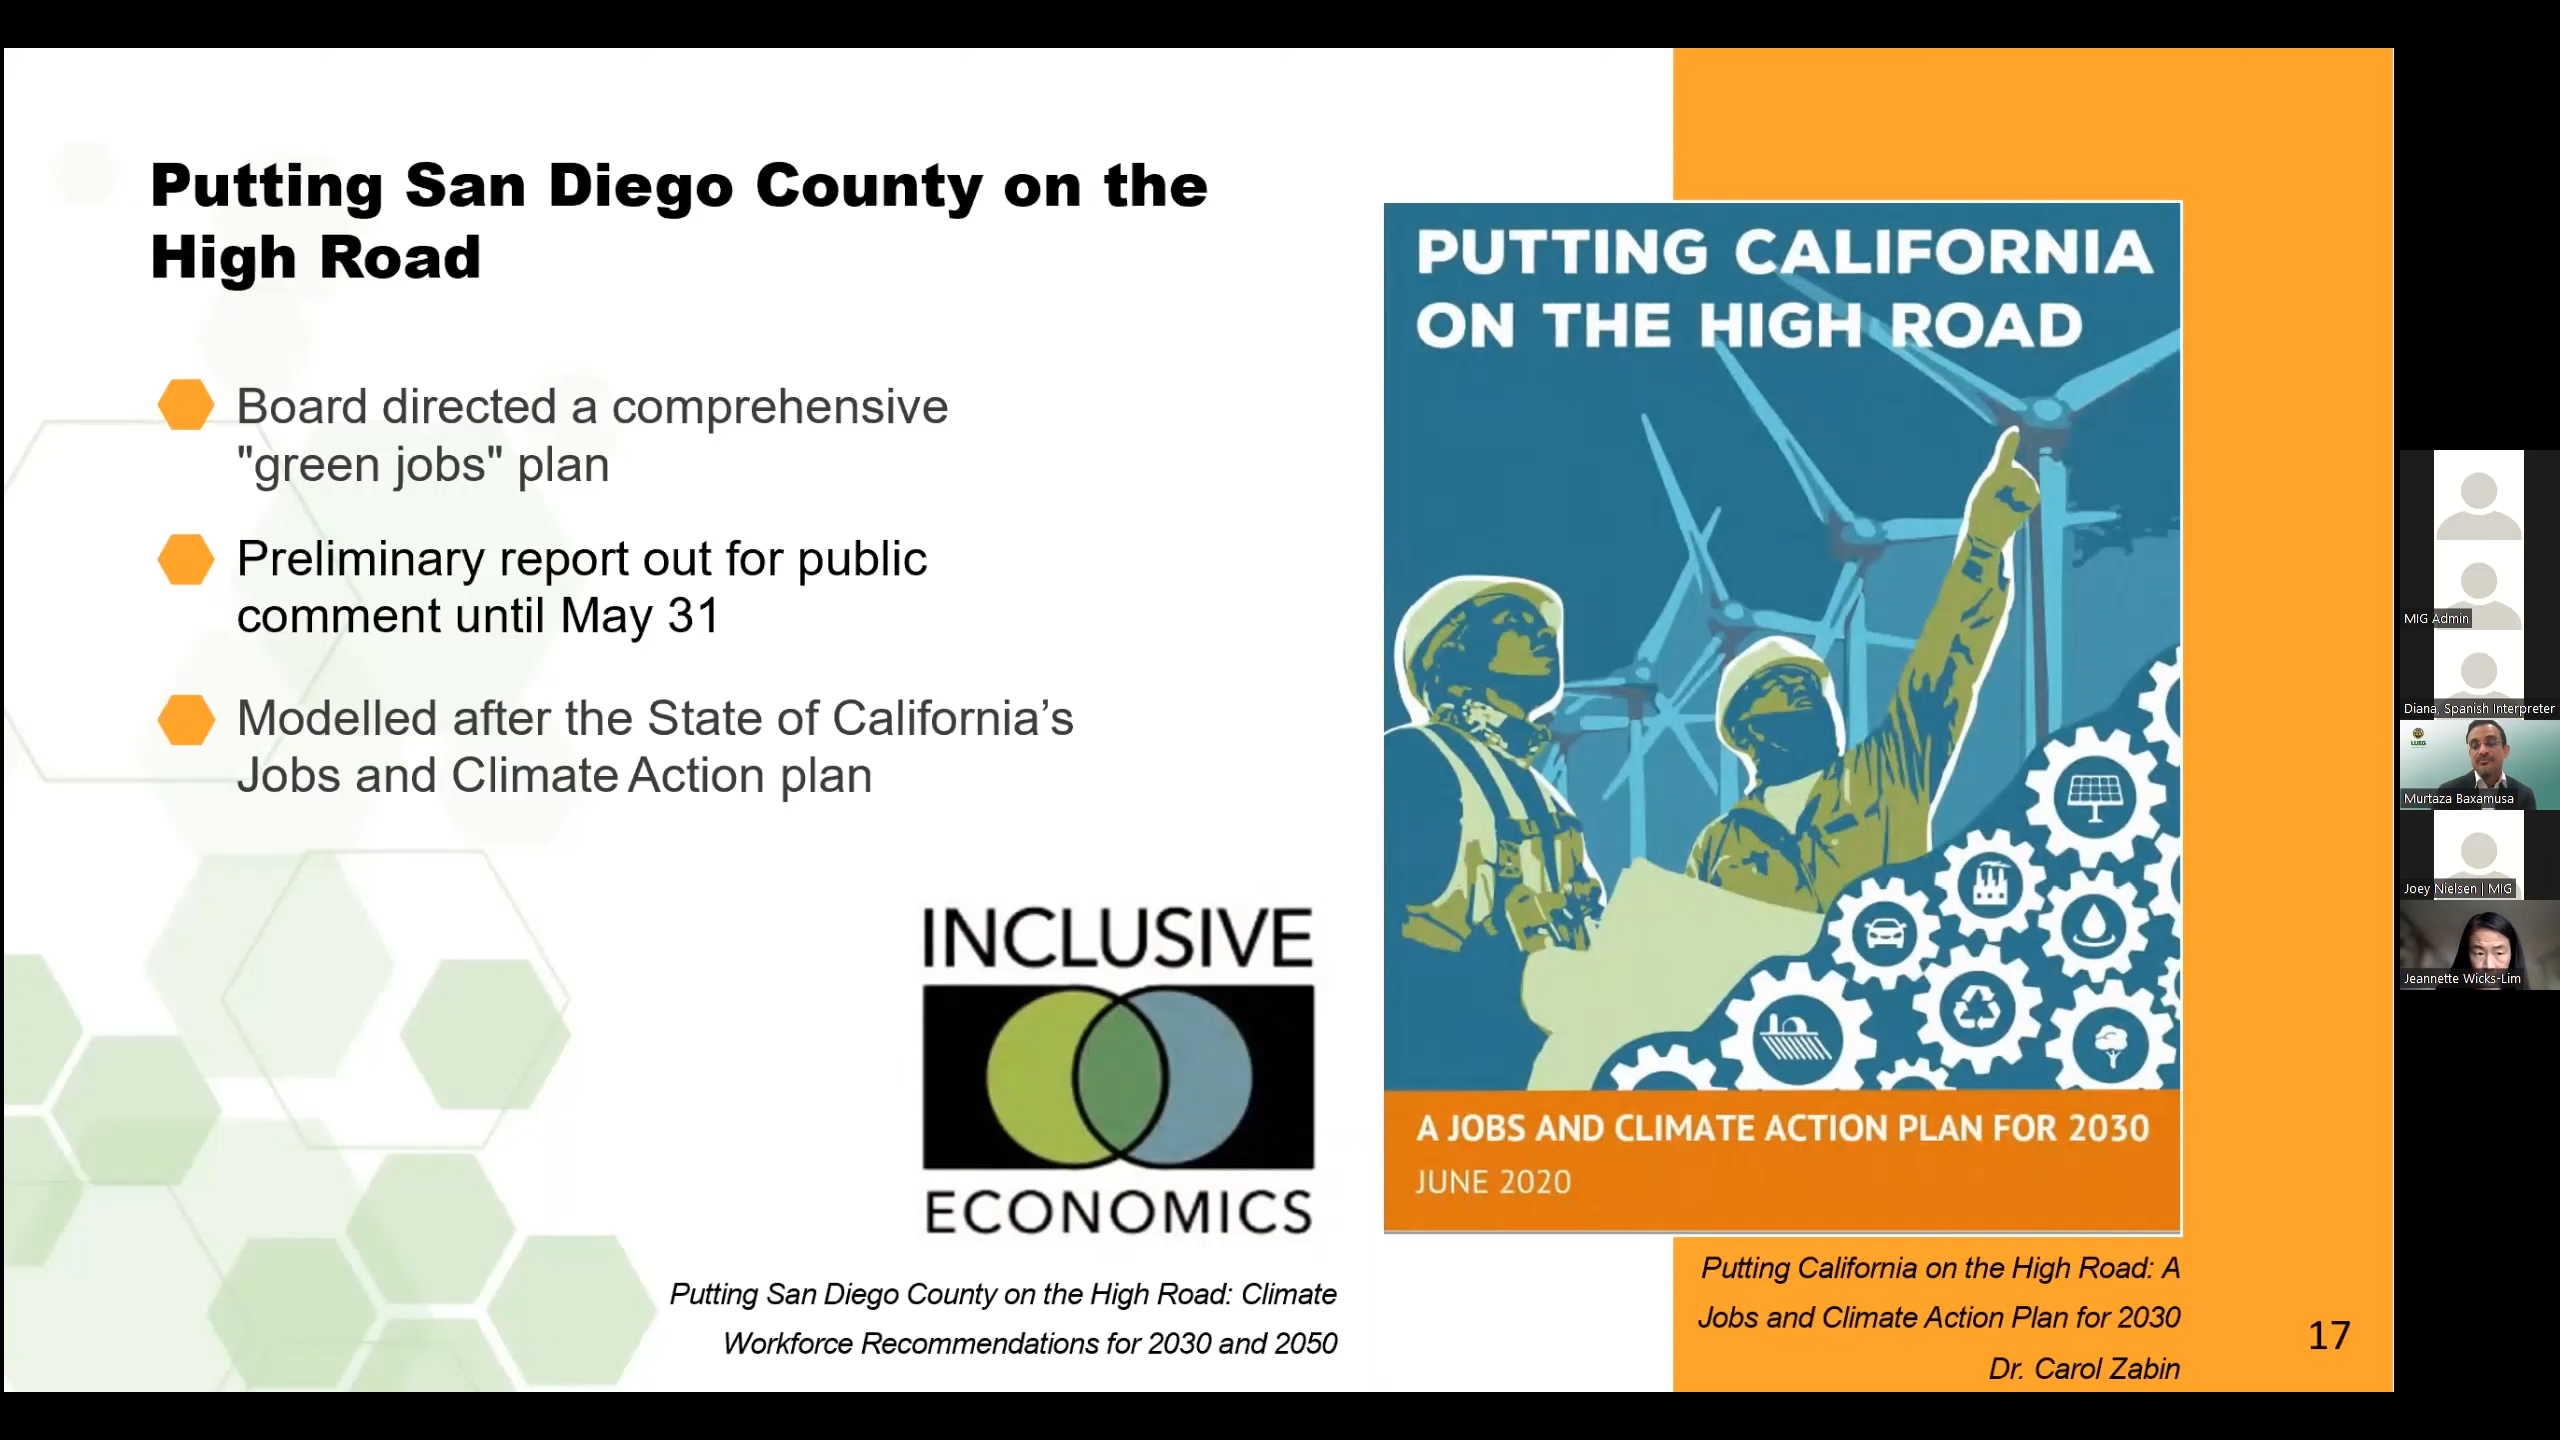 Putting San Diego County on the
High Road
Board directed a comprehensive
"green jobs" plan
Preliminary report out for public
comment until May 31
Modelled after the State of California’s
Jobs and Climate Action plan
INCLUSIVE
ECONOMICS
Putting San Diego County on the High Road: Climate
Workforce Recommendations for 2030 and 2050
PUTTING CALIFORNIA
ON THE HIGH ROAD
A JOBS AND CLIMATE ACTION PLAN FOR 2030
JUNE 2020
Putting California on the High Road: A
Jobs and Climate Action Plan for 2030
Dr. Carol Zabin
17
MIG Admin
Diana, Spanish Interpreter
LUEG
Murtaza Baxamusa
Joey Nielsen | MIG
Jeannette Wicks-Lim